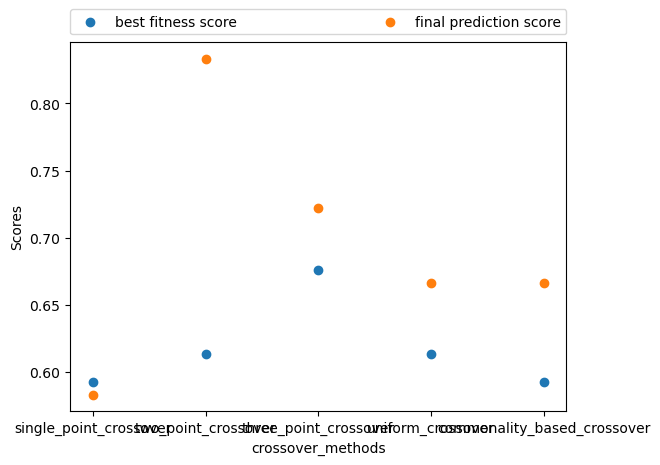 best fitness score
final prediction score
0.80
0.75
0.70
0.65
0.60
Scores
single_point_crossover
two_point_crossover
three_point_crossover
uniform_crossover
commonality_based_crossover
crossover_methods